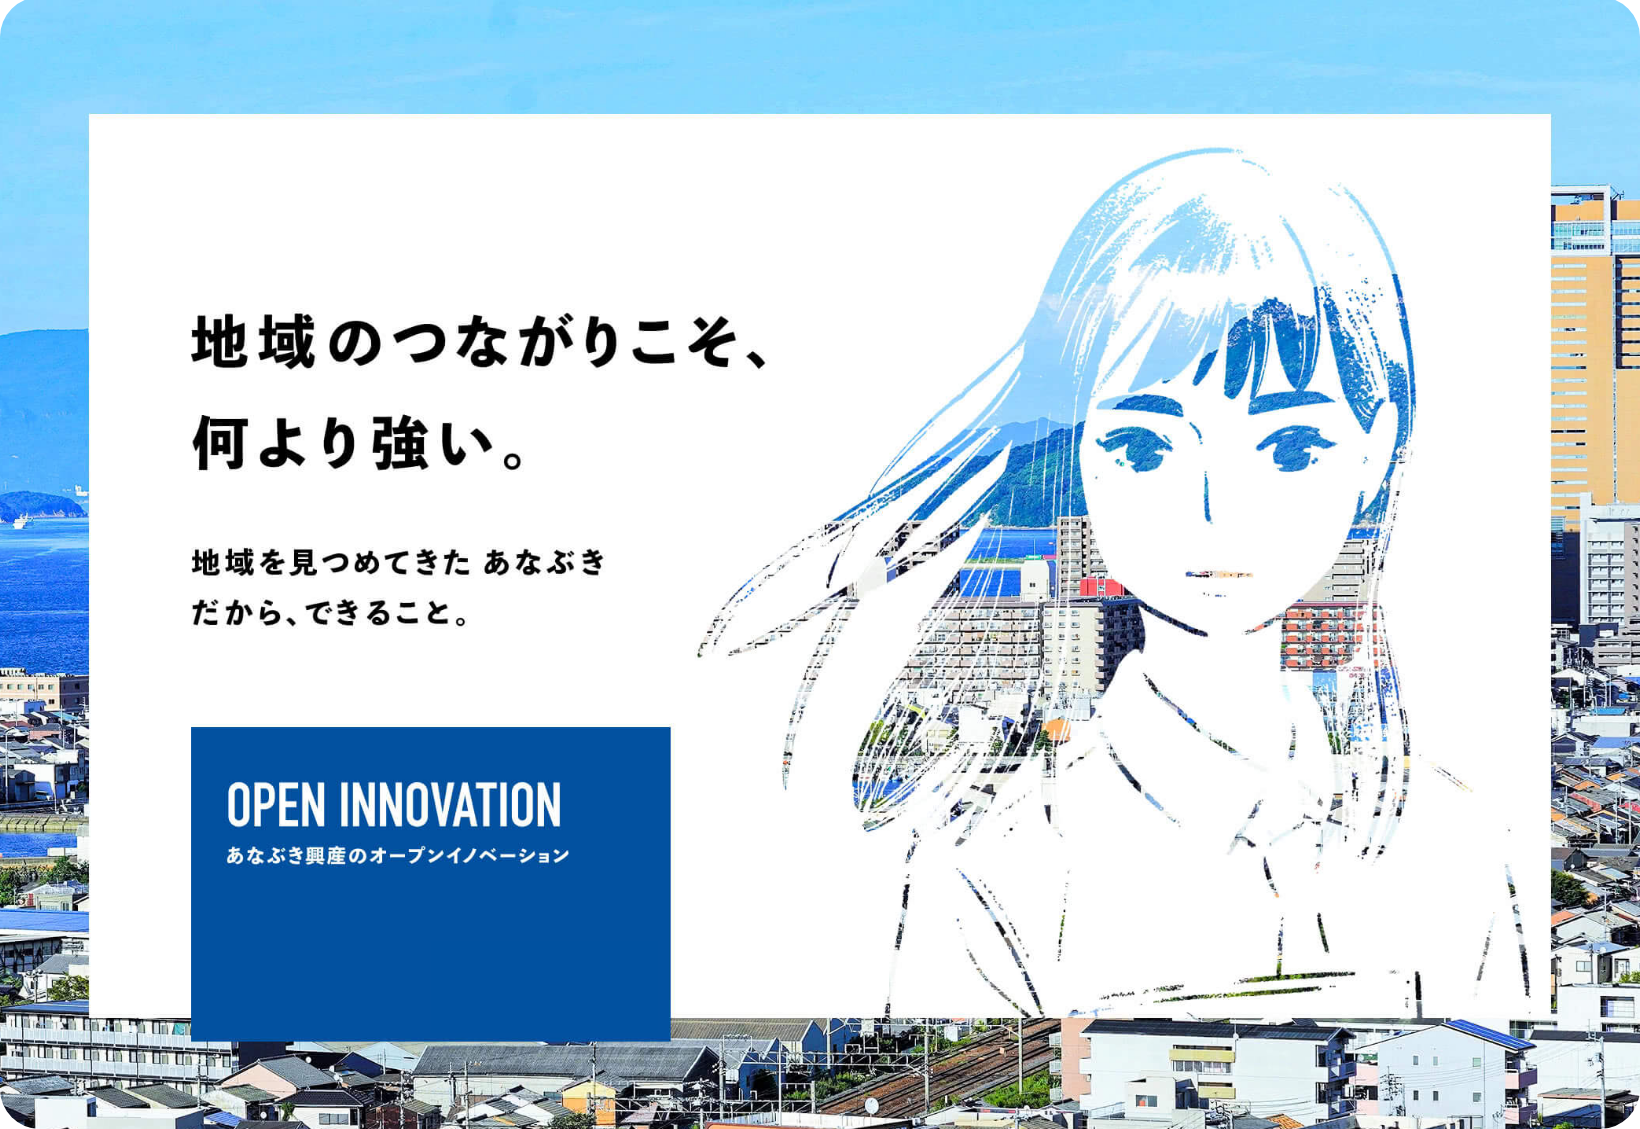 地域のつながりこそ、
何より強い。
地域を見つめてきた あなぶき
だから、できること。
OPEN INNOVATION
あなぶき興産のオープンイノベーション